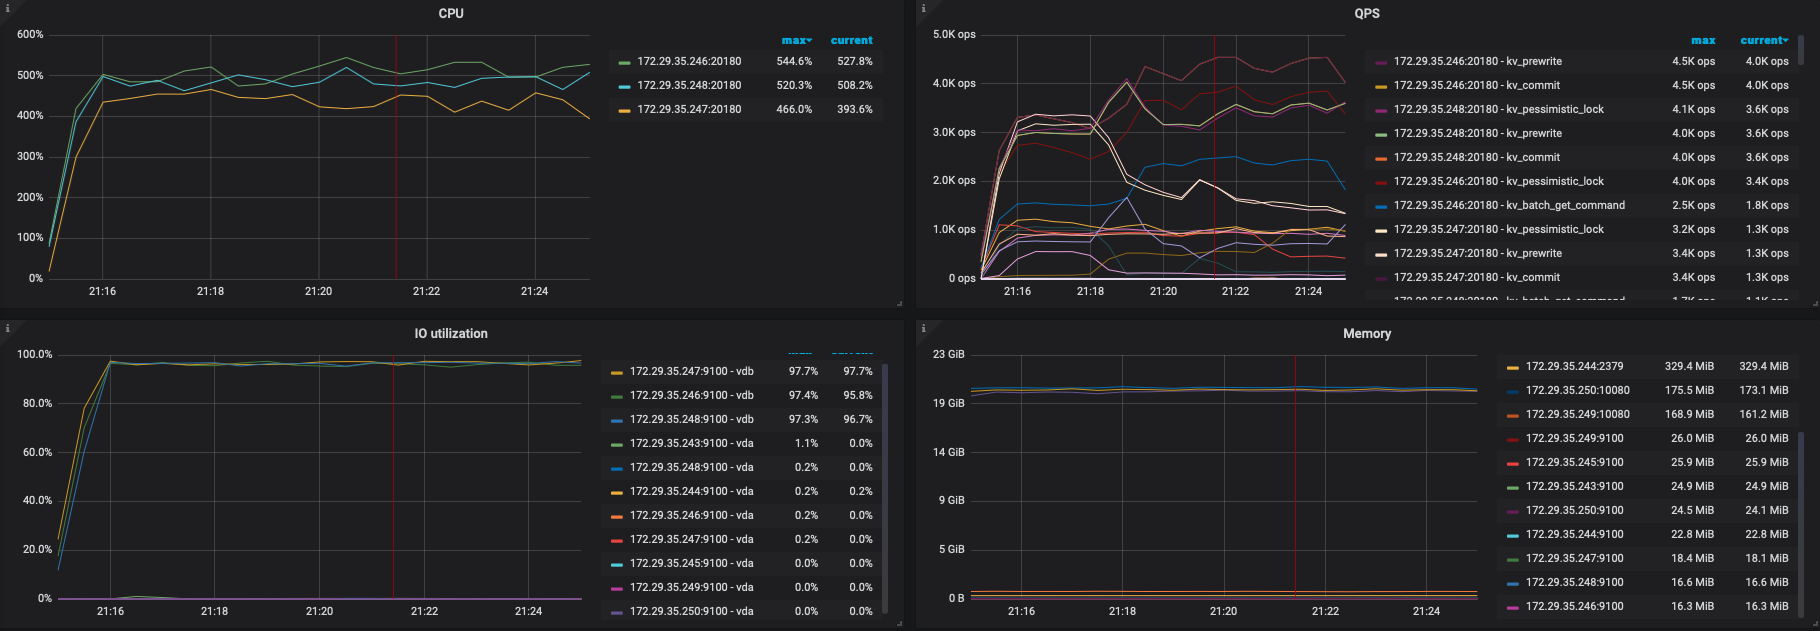 CPU
600%
500%
400%
300%
200%
100%
0%
21:16 21:18 21:20 21:22 21:24
max current
172.29.35.246:20180 544.6% 527.8%
172.29.35.248:20180 520.3% 508.2%
172.29.35.247:20180 466.0% 393.6%
QPS
5.0K ops
4.0K ops
3.0K ops
2.0K ops
1.0K ops
0 ops
21:16 21:18 21:20 21:22 21:24
max current
172.29.35.246:20180 - kv_prewrite 4.5K ops 4.0K ops
172.29.35.246:20180 - kv_commit 4.5K ops 4.0K ops
172.29.35.248:20180 - kv_pessimistic_lock 4.1K ops 3.6K ops
172.29.35.248:20180 - kv_prewrite 4.0K ops 3.6K ops
172.29.35.248:20180 - kv_commit 4.0K ops 3.6K ops
172.29.35.246:20180 - kv_pessimistic_lock 4.0K ops 3.4K ops
172.29.35.246:20180 - kv_batch_get_command 2.5K ops 1.8K ops
172.29.35.247:20180 - kv_pessimistic_lock 3.2K ops 1.3K ops
172.29.35.247:20180 - kv_prewrite 3.4K ops 1.3K ops
172.29.35.247:20180 - kv_commit 3.4K ops 1.3K ops
IO utilization
100.0%
80.0%
60.0%
40.0%
20.0%
0%
21:16 21:18 21:20 21:22 21:24
172.29.35.247:9100 - vdb 97.7% 97.7%
172.29.35.246:9100 - vdb 97.4% 95.8%
172.29.35.248:9100 - vdb 97.3% 96.7%
172.29.35.243:9100 - vda 1.1% 0.0%
172.29.35.248:9100 - vda 0.2% 0.0%
172.29.35.244:9100 - vda 0.2% 0.2%
172.29.35.246:9100 - vda 0.2% 0.0%
172.29.35.247:9100 - vda 0.2% 0.0%
172.29.35.245:9100 - vda 0.0% 0.0%
172.29.35.249:9100 - vda 0.0% 0.0%
172.29.35.250:9100 - vda 0.0% 0.0%
Memory
23 GiB
19 GiB
14 GiB
9 GiB
5 GiB
0 B
21:16 21:18 21:20 21:22 21:24
172.29.35.244:2379 329.4 MiB 329.4 MiB
172.29.35.250:10080 175.5 MiB 173.1 MiB
172.29.35.249:10080 168.9 MiB 161.2 MiB
172.29.35.249:9100 26.0 MiB 26.0 MiB
172.29.35.245:9100 25.9 MiB 25.9 MiB
172.29.35.243:9100 24.9 MiB 24.9 MiB
172.29.35.250:9100 24.5 MiB 24.1 MiB
172.29.35.244:9100 22.8 MiB 22.8 MiB
172.29.35.247:9100 18.4 MiB 18.1 MiB
172.29.35.248:9100 16.6 MiB 16.6 MiB
172.29.35.246:9100 16.3 MiB 16.3 MiB